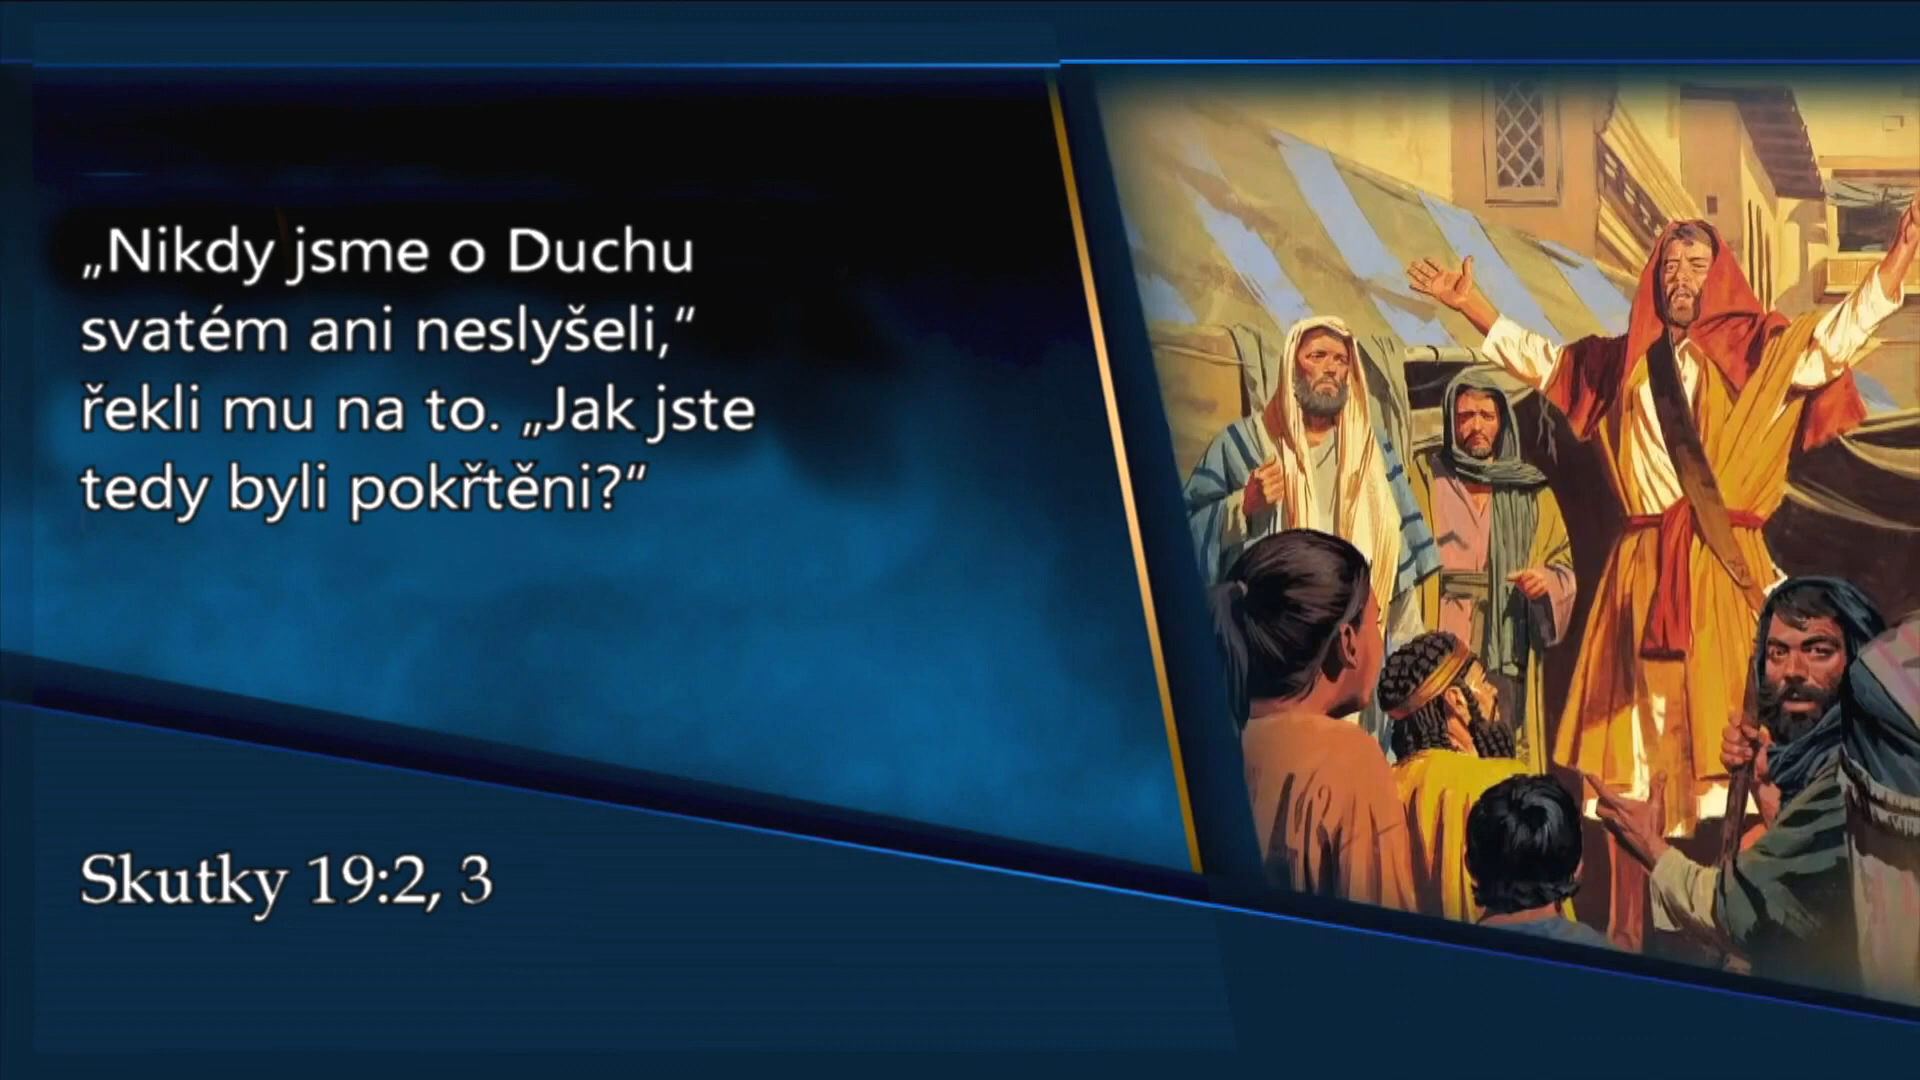 „Nikdy jsme o Duchu
svatém ani neslyšeli,“
řekli mu na to. „Jak jste
tedy byli pokřtěni?“
Skutky 19:2, 3